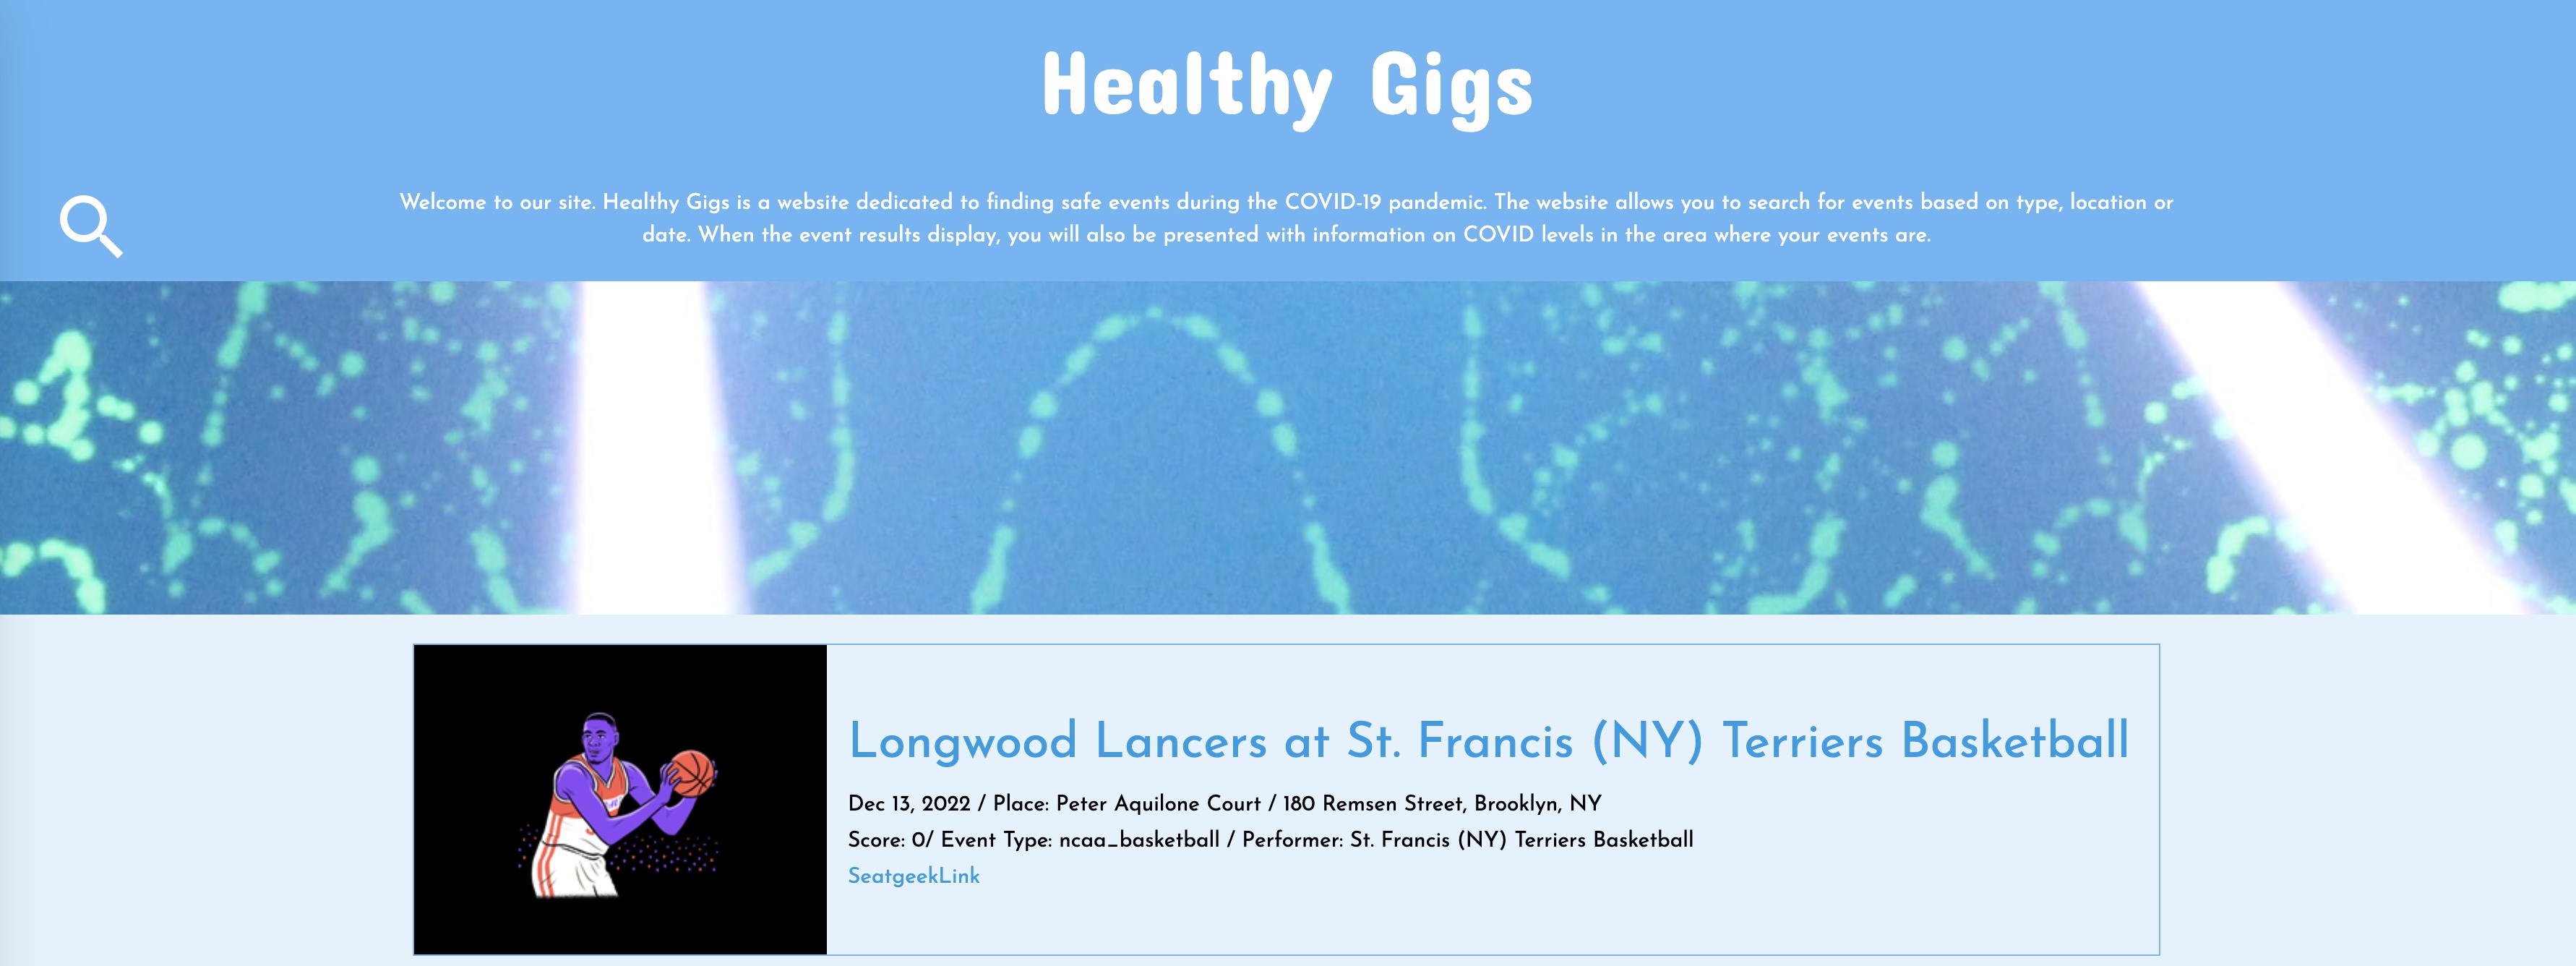 Healthy Gigs
Welcome to our site. Healthy Gigs is a website dedicated to finding safe events during the COVID-19 pandemic. The website allows you to search for events based on type, location or
date. When the event results display, you will also be presented with information on COVID levels in the area where your events are.
Longwood Lancers at St. Francis (NY) Terriers Basketball
Dec 13, 2022 / Place: Peter Aquilone Court / 180 Remsen Street, Brooklyn, NY
Score: 0/ Event Type: ncaa_basketball / Performer: St. Francis (NY) Terriers Basketball
SeatgeekLink